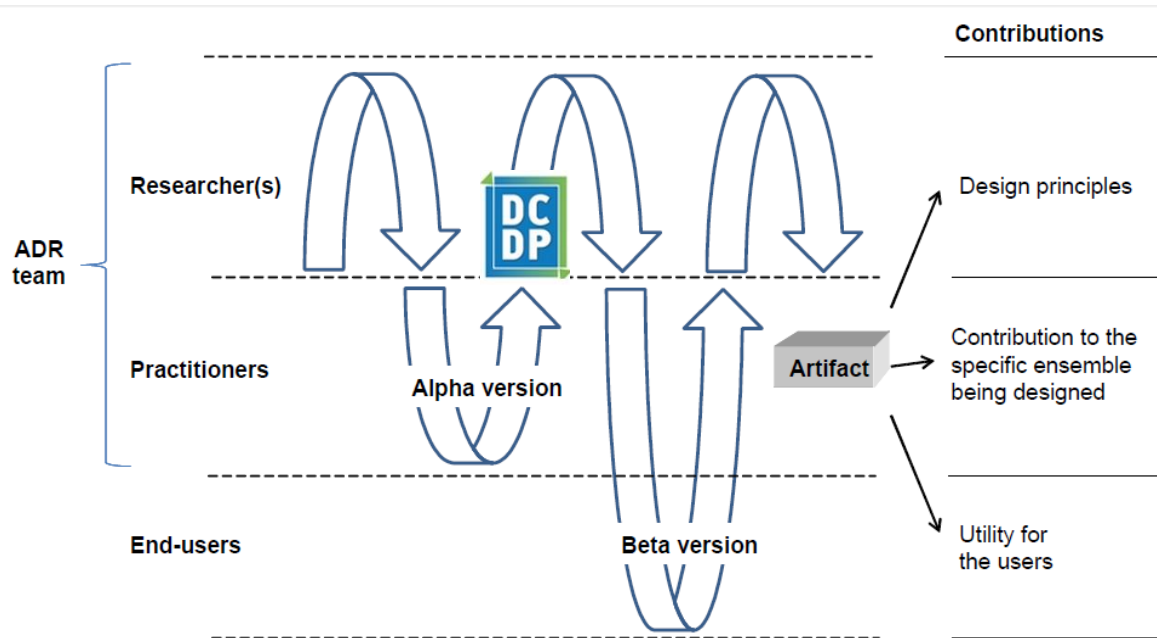 Contributions
Researcher(s)
DC
DP
Design principles
ADR
team
Practitioners
Alpha version
Artifact
Contribution to the
specific ensemble
being designed
End-users
Beta version
Utility for
the users